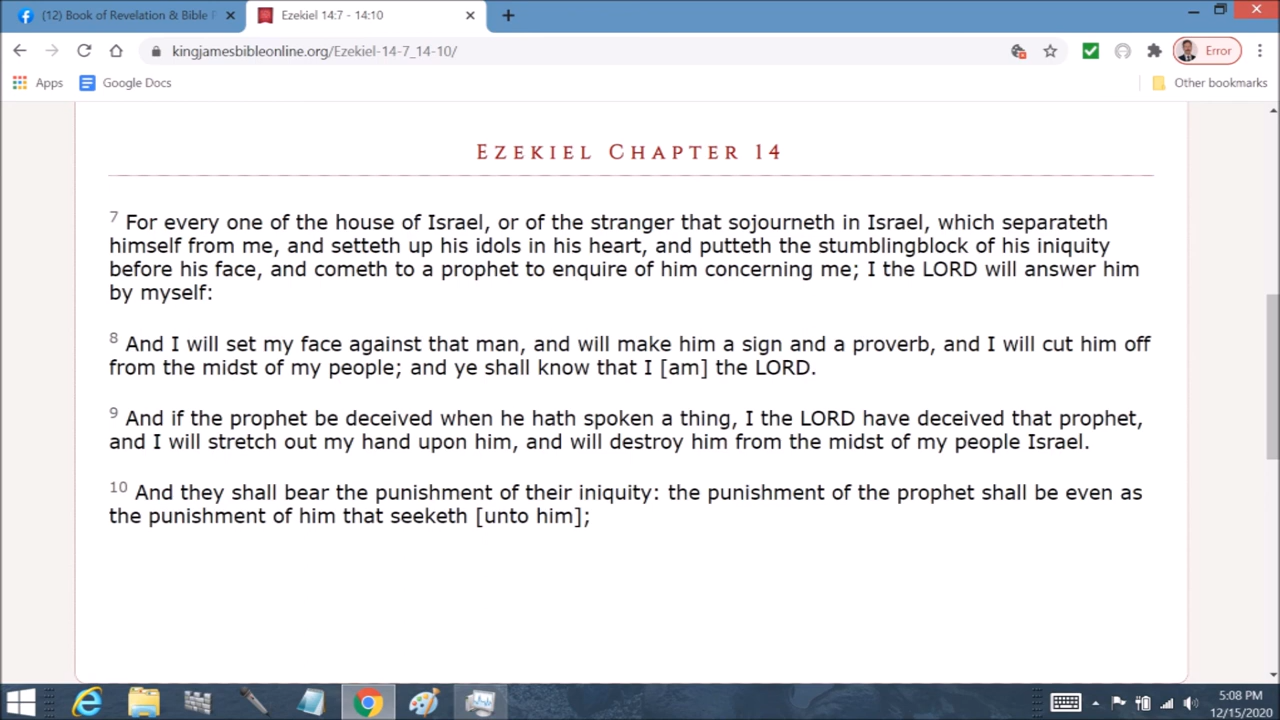 (12) Book of Revelation & Bible P
Ezekiel 14:7 - 14:10
kingjamesbibleonline.org/Ezekiel-14-7_14-10/
Error
Apps
Google Docs
Other bookmarks
EZEKIEL CHAPTER 14
7 For every one of the house of Israel, or of the stranger that sojourneth in Israel, which separateth
himself from me, and setteth up his idols in his heart, and putteth the stumblingblock of his iniquity
before his face, and cometh to a prophet to enquire of him concerning me; I the LORD will answer him
by myself:
8 And I will set my face against that man, and will make him a sign and a proverb, and I will cut him off
from the midst of my people; and ye shall know that I [am] the LORD.
9 And if the prophet be deceived when he hath spoken a thing, I the LORD have deceived that prophet,
and I will stretch out my hand upon him, and will destroy him from the midst of my people Israel.
10 And they shall bear the punishment of their iniquity: the punishment of the prophet shall be even as
the punishment of him that seeketh [unto him];
5:08 PM
12/15/2020